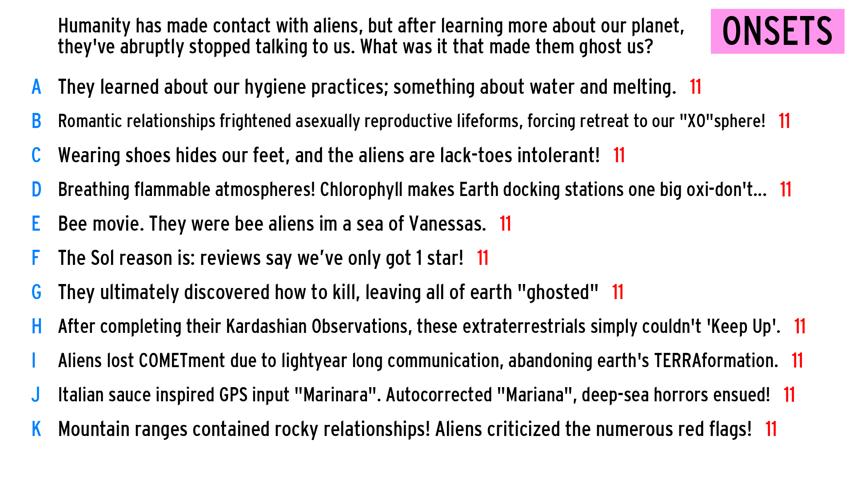 Humanity has made contact with aliens, but after learning more about our planet,
they've abruptly stopped talking to us. What was it that made them ghost us?
ONSETS
A They learned about our hygiene practices; something about water and melting. 11
B Romantic relationships frightened asexually reproductive lifeforms, forcing retreat to our "XO"sphere! 11
C Wearing shoes hides our feet, and the aliens are lack-toes intolerant! 11
D Breathing flammable atmospheres! Chlorophyll makes Earth docking stations one big oxi-don't... 11
E Bee movie. They were bee aliens im a sea of Vanessas. 11
F The Sol reason is: reviews say we've only got 1 star! 11
G They ultimately discovered how to kill, leaving all of earth "ghosted" 11
H After completing their Kardashian Observations, these extraterrestrials simply couldn't 'Keep Up'. 11
I Aliens lost COMETment due to lightyear long communication, abandoning earth's TERRAformation. 11
J Italian sauce inspired GPS input "Marinara". Autocorrected "Mariana", deep-sea horrors ensued! 11
K Mountain ranges contained rocky relationships! Aliens criticized the numerous red flags! 11